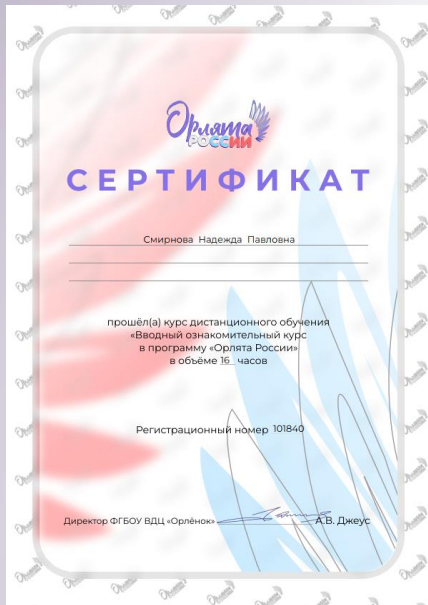 Орлята
РОССИИ
СЕРТИФИКАТ
Смирнова Надежда Павловна
прошёл(а) курс дистанционного обучения
«Вводный ознакомительный курс
в программу «Орлята России»
в объёме 16 часов
Регистрационный номер 101840
Директор ФГБОУ ВДЦ «Орлёнок» А.В. Джеус